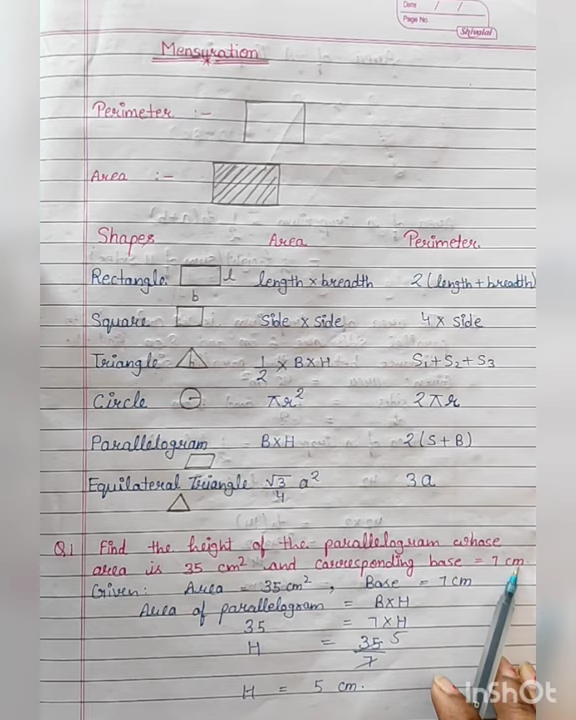 Date / /
Page No.
Shivalal
Mensuration
Perimeter :-
Area :-
Shapes Area Perimeter
Rectangle l length × breadth 2(length + breadth)
b
Square Side × Side 4 × side
Triangle h 1/2 × B×H S₁+S₂+S₃
Circle πr² 2πr
Parallelogram B×H 2(S+B)
Equilateral Triangle √3/4 a² 3a
Q.1 Find the height of the parallelogram whose
area is 35 cm² and corresponding base = 7 cm
Given: Area = 35 cm², Base = 7 cm
Area of parallelogram = B×H
35 = 7×H
H = 35/7 5
H = 5 cm.
InShOt